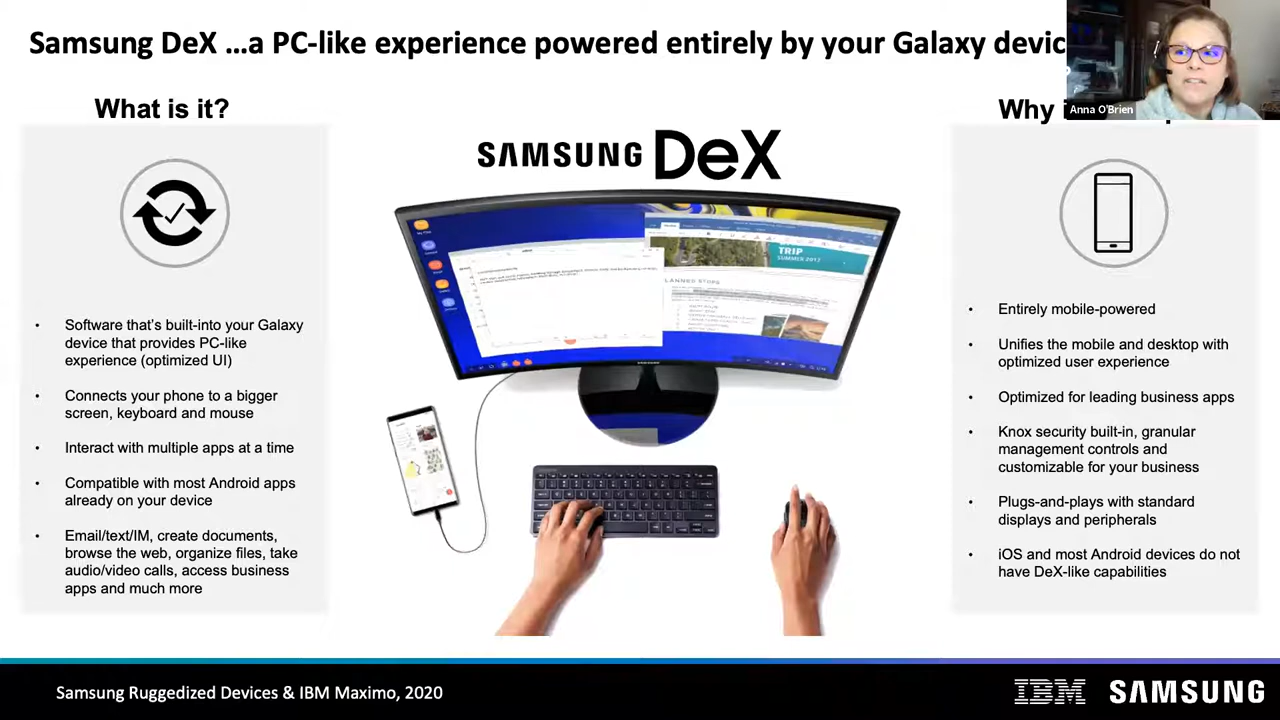 Samsung DeX ...a PC-like experience powered entirely by your Galaxy devic
Anna O'Brien
What is it?
Why
SAMSUNG DeX
TRIP
SUMMER 2017
• Software that's built-into your Galaxy
device that provides PC-like
experience (optimized UI)
• Connects your phone to a bigger
screen, keyboard and mouse
• Interact with multiple apps at a time
• Compatible with most Android apps
already on your device
• Email/text/IM, create documents,
browse the web, organize files, take
audio/video calls, access business
apps and much more
• Entirely mobile-powered
• Unifies the mobile and desktop with
optimized user experience
• Optimized for leading business apps
• Knox security built-in, granular
management controls and
customizable for your business
• Plugs-and-plays with standard
displays and peripherals
• iOS and most Android devices do not
have DeX-like capabilities
Samsung Ruggedized Devices & IBM Maximo, 2020
IBM SAMSUNG